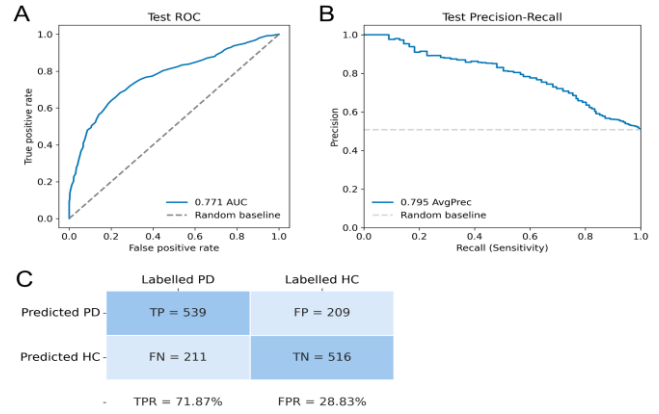 A
Test ROC
1.0
0.8
0.6
0.4
0.2
0.0
True positive rate
0.771 AUC
Random baseline
0.0 0.2 0.4 0.6 0.8 1.0
False positive rate
B
Test Precision-Recall
1.0
0.8
0.6
0.4
0.2
0.0
Precision
0.795 AvgPrec
Random baseline
0.0 0.2 0.4 0.6 0.8 1.0
Recall (Sensitivity)
C
Labelled PD Labelled HC
Predicted PD TP = 539 FP = 209
Predicted HC FN = 211 TN = 516
TPR = 71.87% FPR = 28.83%